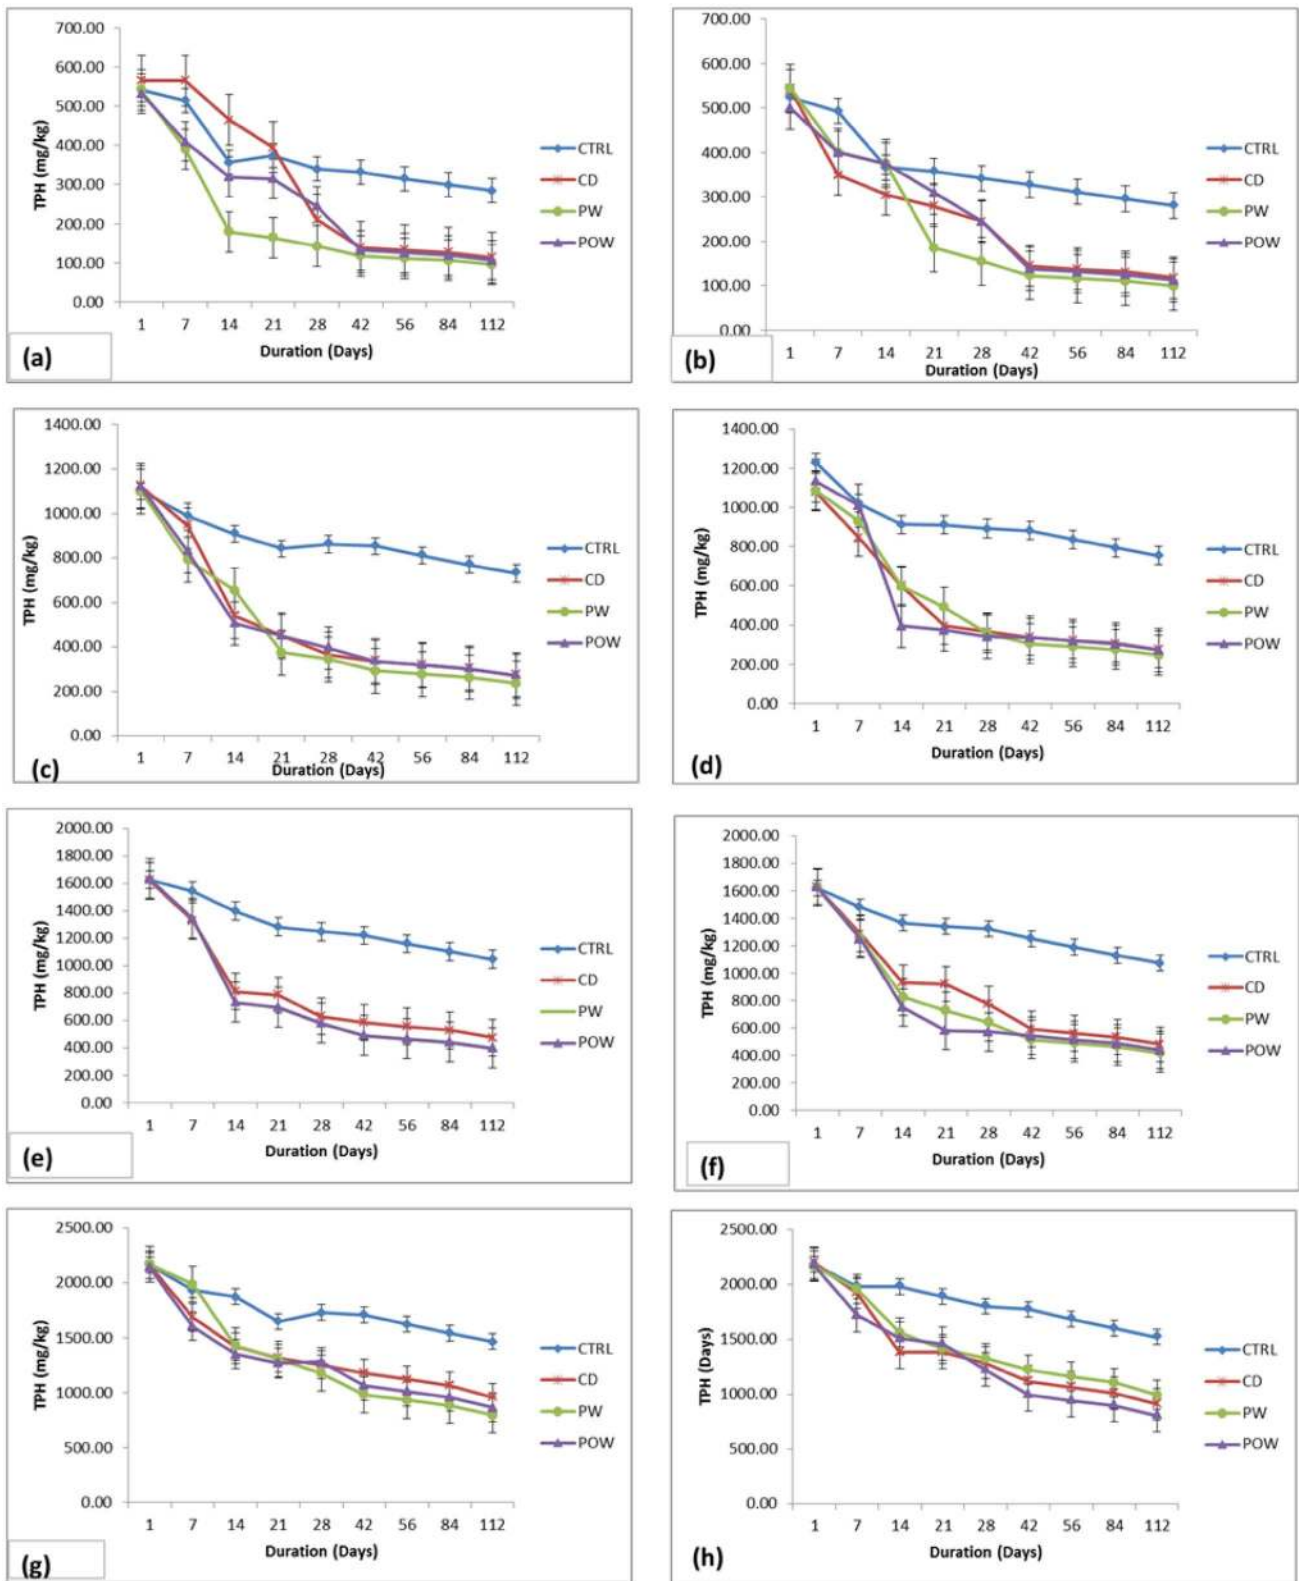 700.00
600.00
500.00
400.00
300.00
200.00
100.00
0.00
TPH (mg/kg)
1 7 14 21 28 42 56 84 112
Duration (Days)
CTRL
CD
PW
POW
(a)
700.00
600.00
500.00
400.00
300.00
200.00
100.00
0.00
TPH (mg/kg)
1 7 14 21 28 42 56 84 112
Duration (Days)
CTRL
CD
PW
POW
(b)
1400.00
1200.00
1000.00
800.00
600.00
400.00
200.00
0.00
TPH (mg/kg)
1 7 14 21 28 42 56 84 112
Duration (Days)
CTRL
CD
PW
POW
(c)
1400.00
1200.00
1000.00
800.00
600.00
400.00
200.00
0.00
TPH (mg/kg)
1 7 14 21 28 42 56 84 112
Duration (Days)
CTRL
CD
PW
POW
(d)
2000.00
1800.00
1600.00
1400.00
1200.00
1000.00
800.00
600.00
400.00
200.00
0.00
TPH (mg/kg)
1 7 14 21 28 42 56 84 112
Duration (Days)
CTRL
CD
PW
POW
(e)
2000.00
1800.00
1600.00
1400.00
1200.00
1000.00
800.00
600.00
400.00
200.00
0.00
TPH (mg/kg)
1 7 14 21 28 42 56 84 112
Duration (Days)
CTRL
CD
PW
POW
(f)
2500.00
2000.00
1500.00
1000.00
500.00
0.00
TPH (mg/kg)
1 7 14 21 28 42 56 84 112
Duration (Days)
CTRL
CD
PW
POW
(g)
2500.00
2000.00
1500.00
1000.00
500.00
0.00
TPH (Days)
1 7 14 21 28 42 56 84 112
Duration (Days)
CTRL
CD
PW
POW
(h)